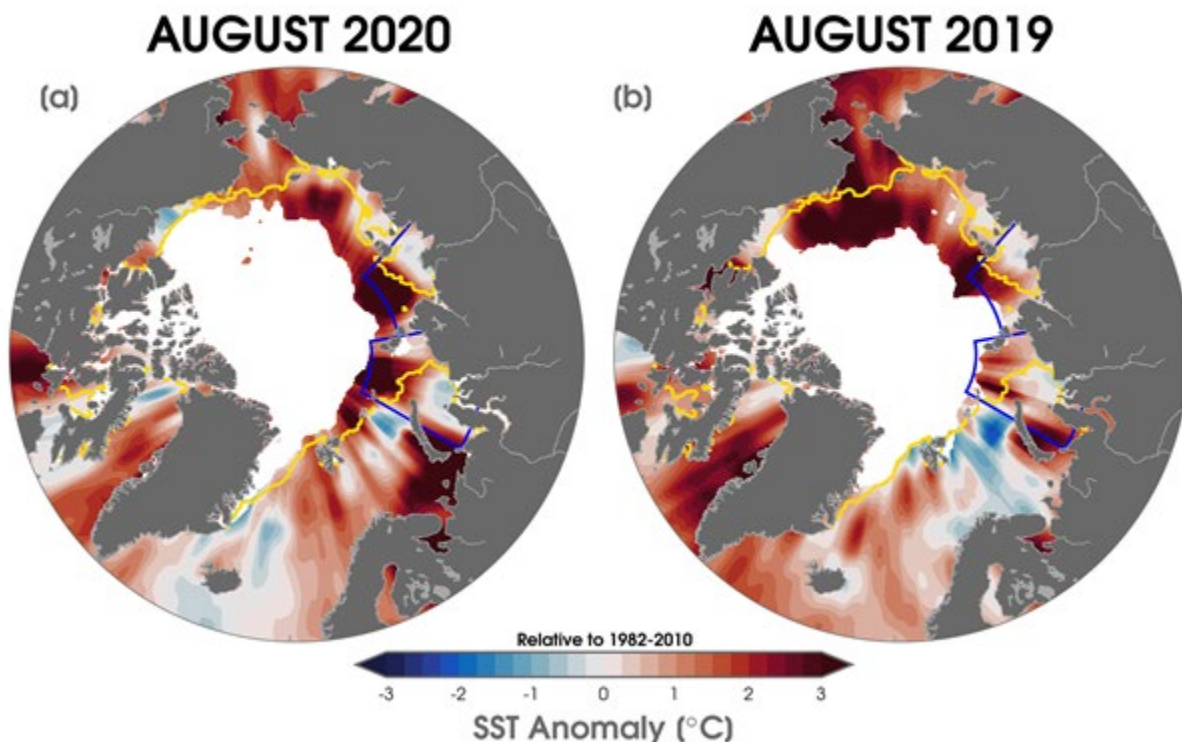 AUGUST 2020
AUGUST 2019
(a)
(b)
Relative to 1982-2010
-3 -2 -1 0 1 2 3
SST Anomaly (°C)